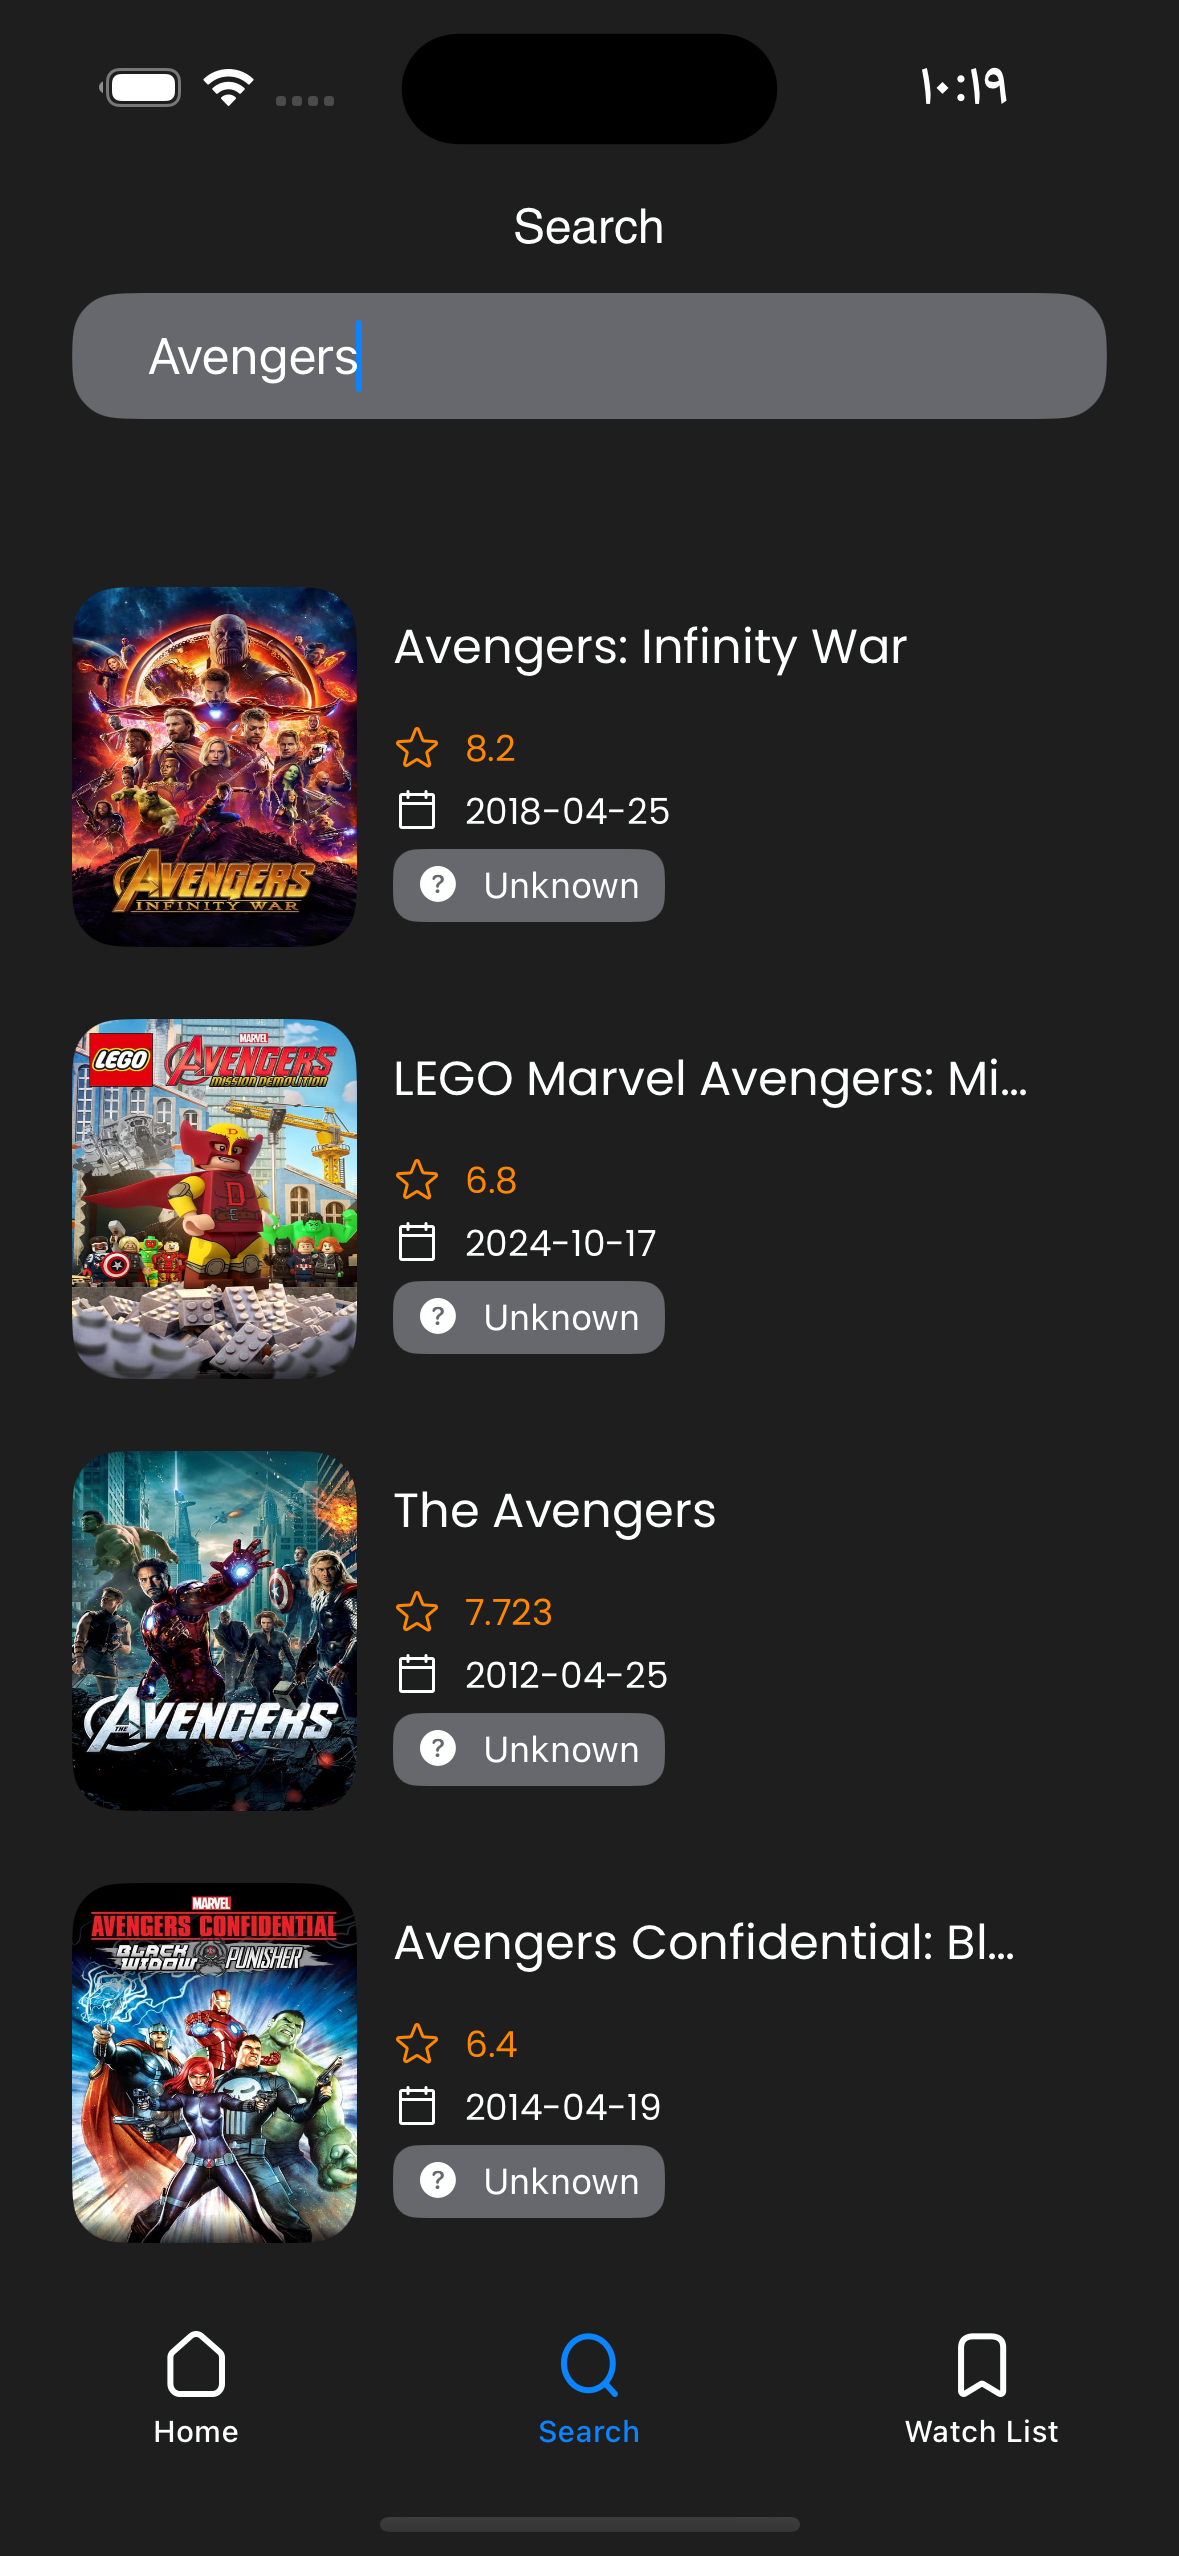 ١٠:١٩
Search
Avengers
AVENGERS
INFINITY WAR
Avengers: Infinity War
8.2
2018-04-25
Unknown
LEGO
MARVEL
AVENGERS
MISSION DEMOLITION
D
E
LEGO Marvel Avengers: Mi...
6.8
2024-10-17
Unknown
THE
AVENGERS
The Avengers
7.723
2012-04-25
Unknown
MARVEL
AVENGERS CONFIDENTIAL
BLACK WIDOW PUNISHER
Avengers Confidential: Bl...
6.4
2014-04-19
Unknown
Home
Search
Watch List